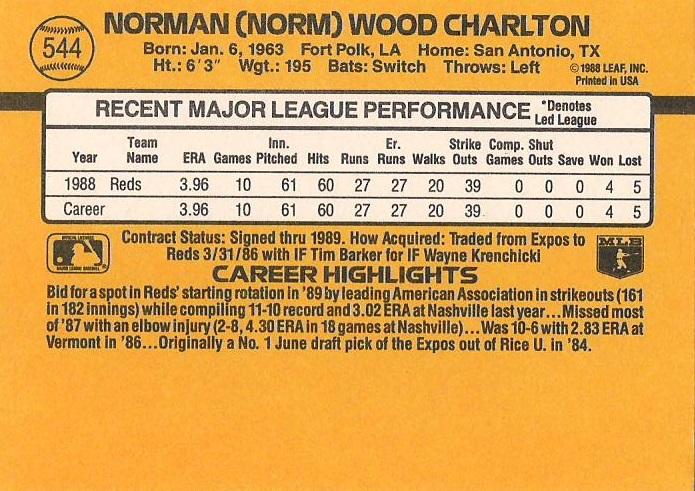 544
NORMAN (NORM) WOOD CHARLTON
Born: Jan. 6, 1963 Fort Polk, LA Home: San Antonio, TX
Ht.: 6'3" Wgt.: 195 Bats: Switch Throws: Left
©1988 LEAF, INC.
Printed in USA
RECENT MAJOR LEAGUE PERFORMANCE
*Denotes
Led League
Year Team Name ERA Games Inn. Pitched Hits Runs Er. Runs Walks Strike Outs Comp. Games Shut Outs Save Won Lost
1988 Reds 3.96 10 61 60 27 27 20 39 0 0 0 4 5
Career 3.96 10 61 60 27 27 20 39 0 0 0 4 5
Contract Status: Signed thru 1989. How Acquired: Traded from Expos to
Reds 3/31/86 with IF Tim Barker for IF Wayne Krenchicki
MLB
CAREER HIGHLIGHTS
Bid for a spot in Reds' starting rotation in '89 by leading American Association in strikeouts (161
in 182 innings) while compiling 11-10 record and 3.02 ERA at Nashville last year...Missed most
of '87 with an elbow injury (2-8, 4.30 ERA in 18 games at Nashville)...Was 10-6 with 2.83 ERA at
Vermont in '86...Originally a No. 1 June draft pick of the Expos out of Rice U. in '84.